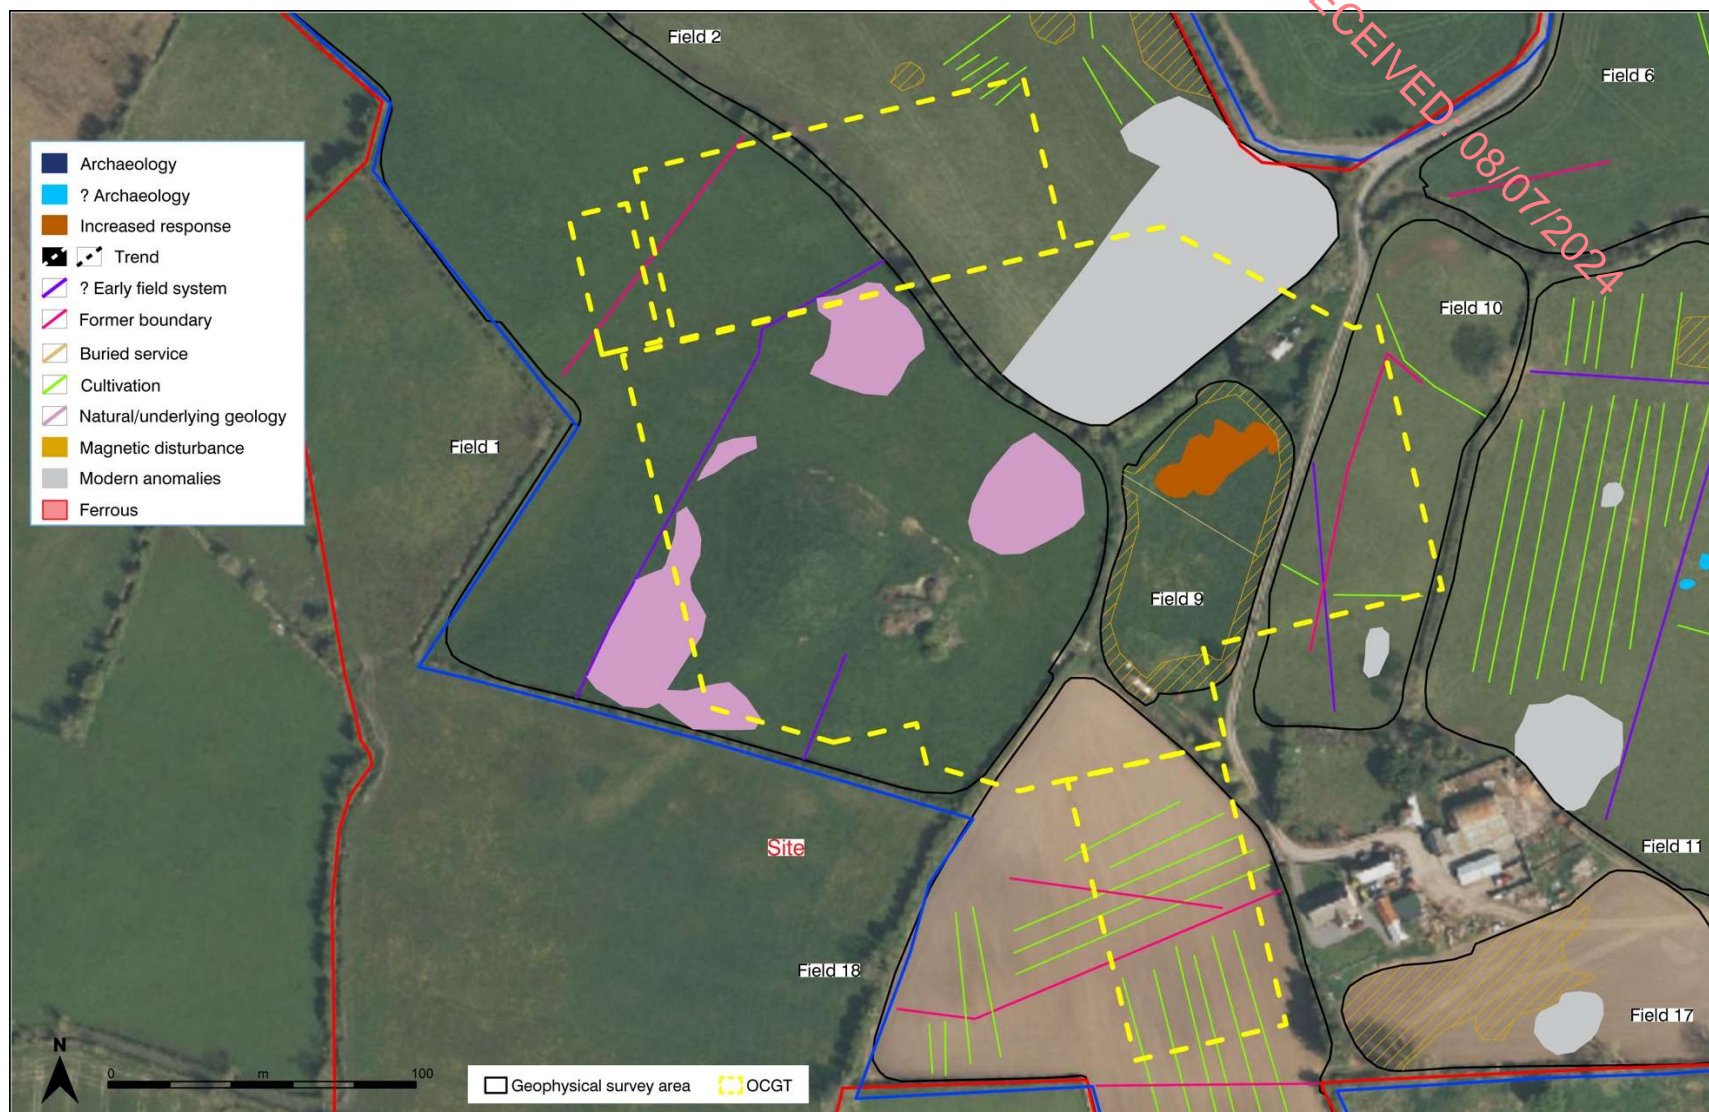 ECEIVED: 08/07/2024
Field 2
Field 6
Archaeology
? Archaeology
Increased response
Trend
? Early field system
Former boundary
Buried service
Cultivation
Natural/underlying geology
Magnetic disturbance
Modern anomalies
Ferrous
Field 10
Field 1
Field 9
Site
Field 11
Field 18
Field 17
N
0 m 100
Geophysical survey area
OCGT